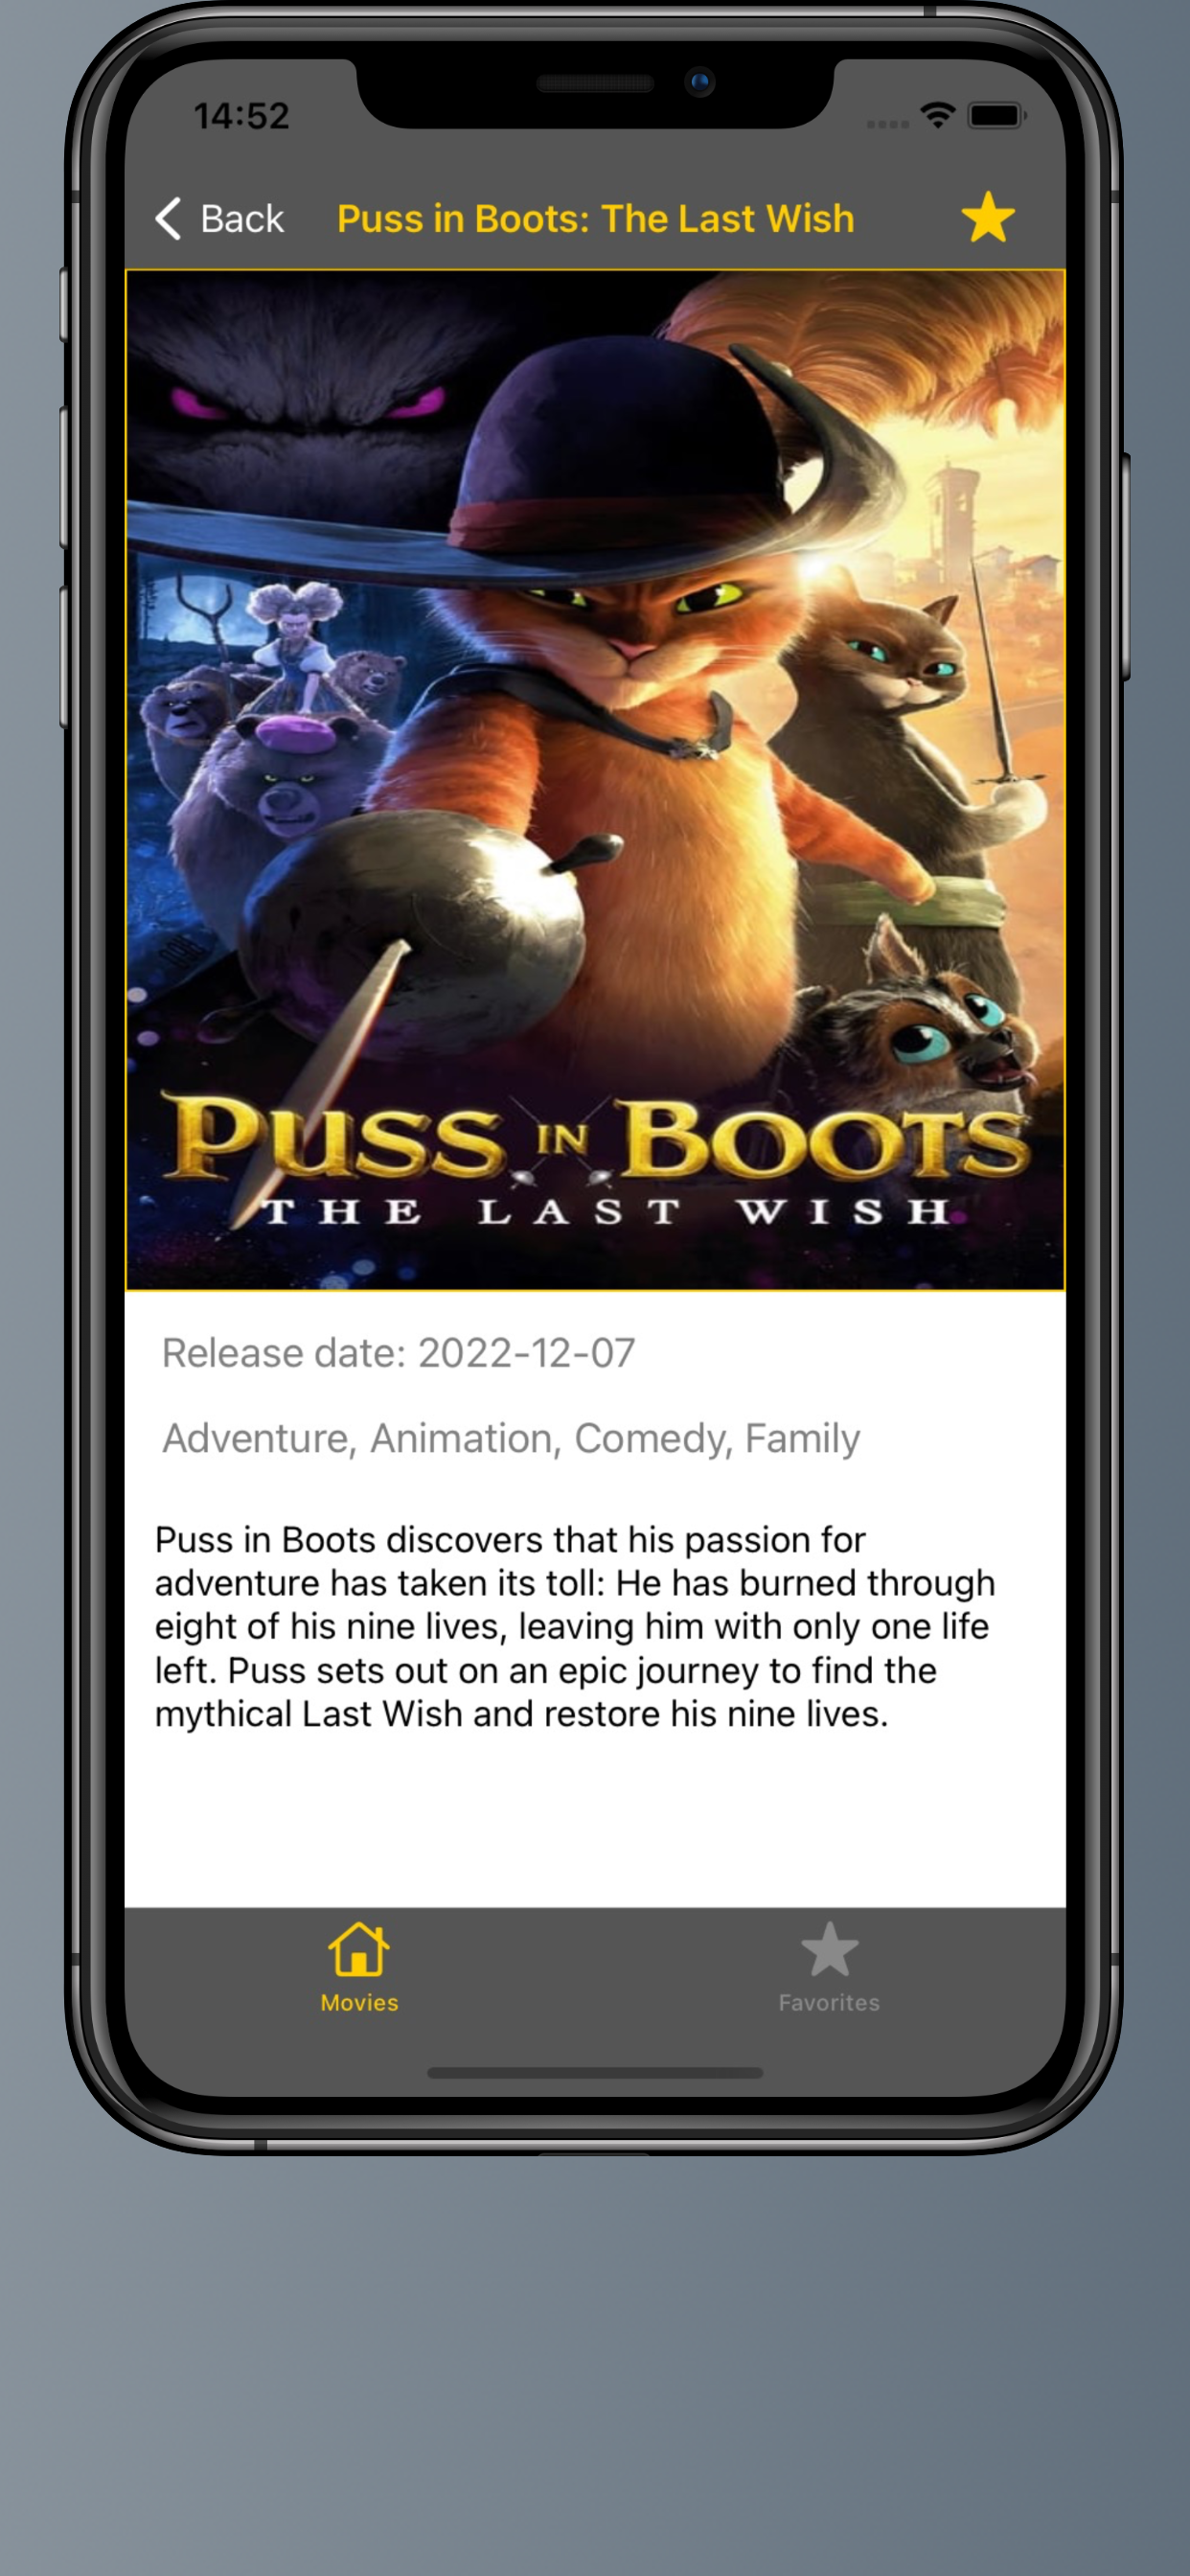 14:52
Back Puss in Boots: The Last Wish
PUSS IN BOOTS
THE LAST WISH
Release date: 2022-12-07
Adventure, Animation, Comedy, Family
Puss in Boots discovers that his passion for
adventure has taken its toll: He has burned through
eight of his nine lives, leaving him with only one life
left. Puss sets out on an epic journey to find the
mythical Last Wish and restore his nine lives.
Movies Favorites